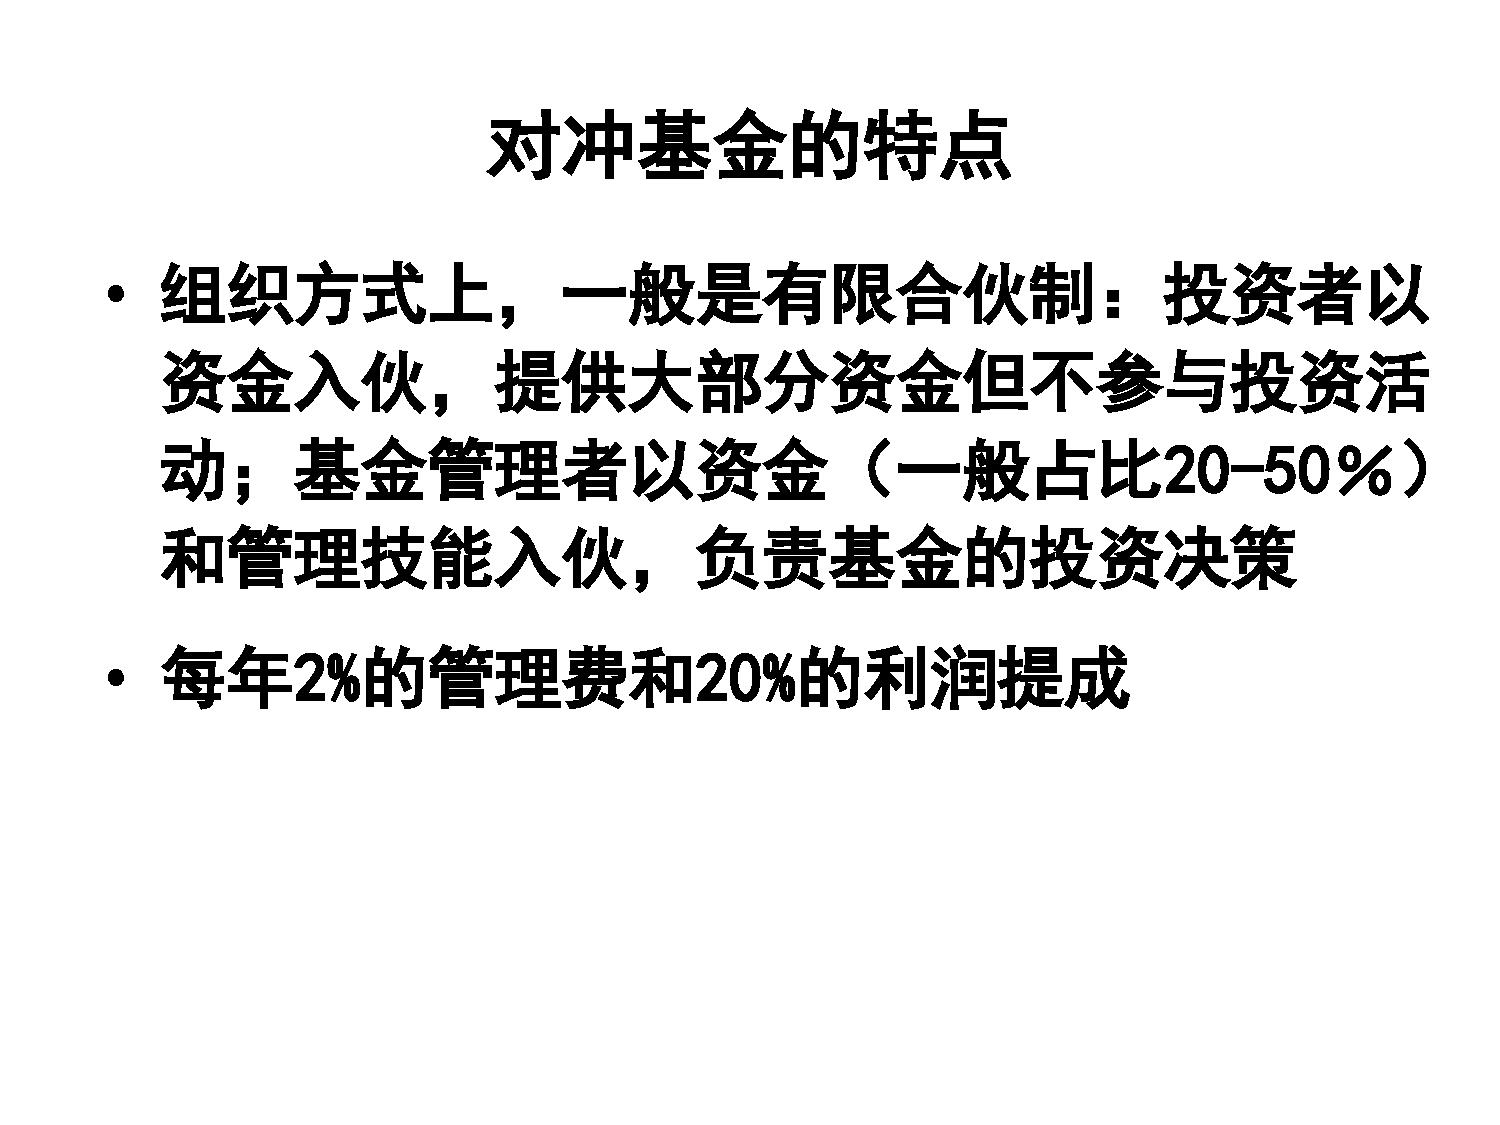 对冲基金的特点
• 组织方式上，一般是有限合伙制：投资者以
资金入伙，提供大部分资金但不参与投资活
动；基金管理者以资金（一般占比20-50%）
和管理技能入伙，负责基金的投资决策
• 每年2%的管理费和20%的利润提成